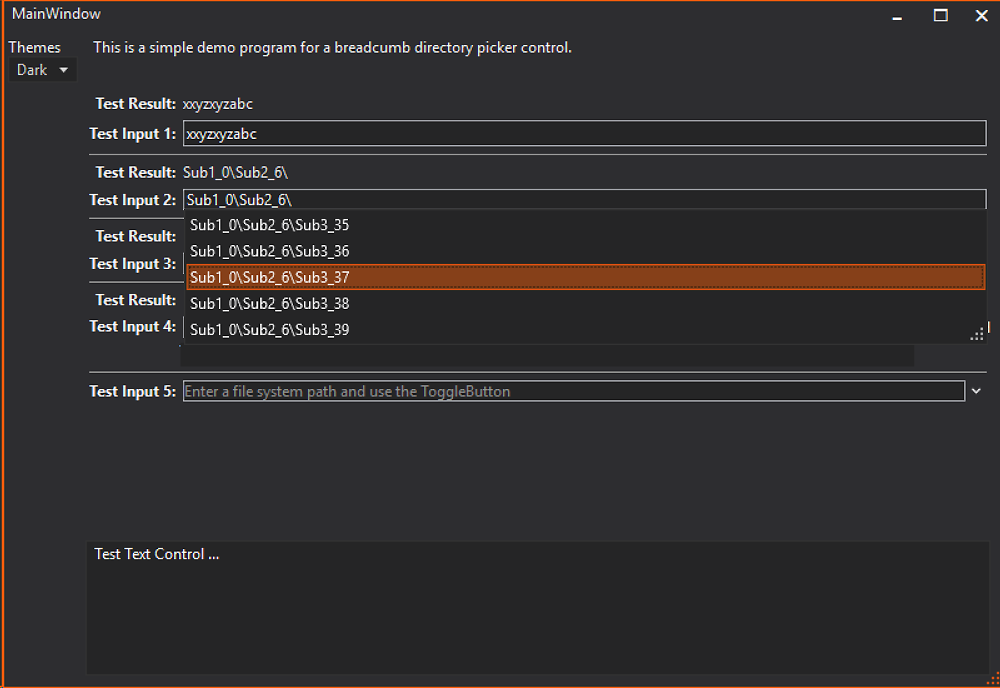 MainWindow
Themes
This is a simple demo program for a breadcumb directory picker control.
Dark
Test Result: xxyzxyzabc
Test Input 1: xxyzxyzabc
Test Result: Sub1_0\Sub2_6\
Test Input 2: Sub1_0\Sub2_6\
Sub1_0\Sub2_6\Sub3_35
Test Result:
Sub1_0\Sub2_6\Sub3_36
Test Input 3:
Sub1_0\Sub2_6\Sub3_37
Test Result:
Sub1_0\Sub2_6\Sub3_38
Test Input 4:
Sub1_0\Sub2_6\Sub3_39
Test Input 5: Enter a file system path and use the ToggleButton
Test Text Control ...